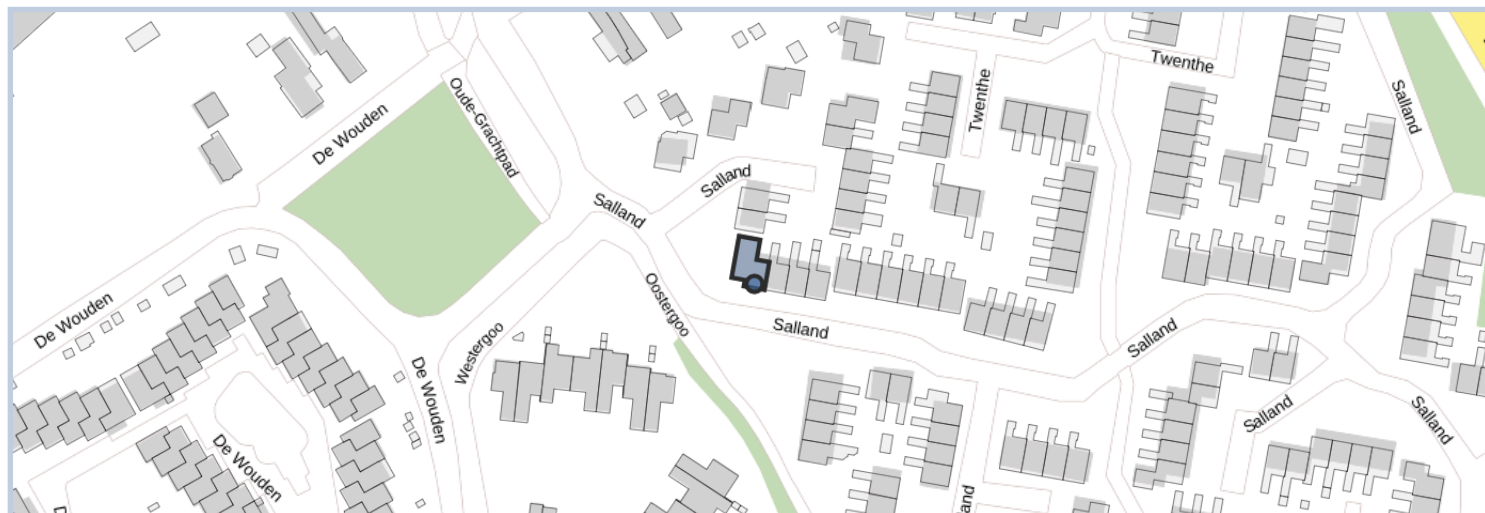 Twenthe
Twenthe
Salland
Oude-Grachtpad
De Wouden
Salland
Salland
Oostergoo
De Wouden
Westergoo
Salland
Salland
De Wouden
Salland
Salland
De Wouden